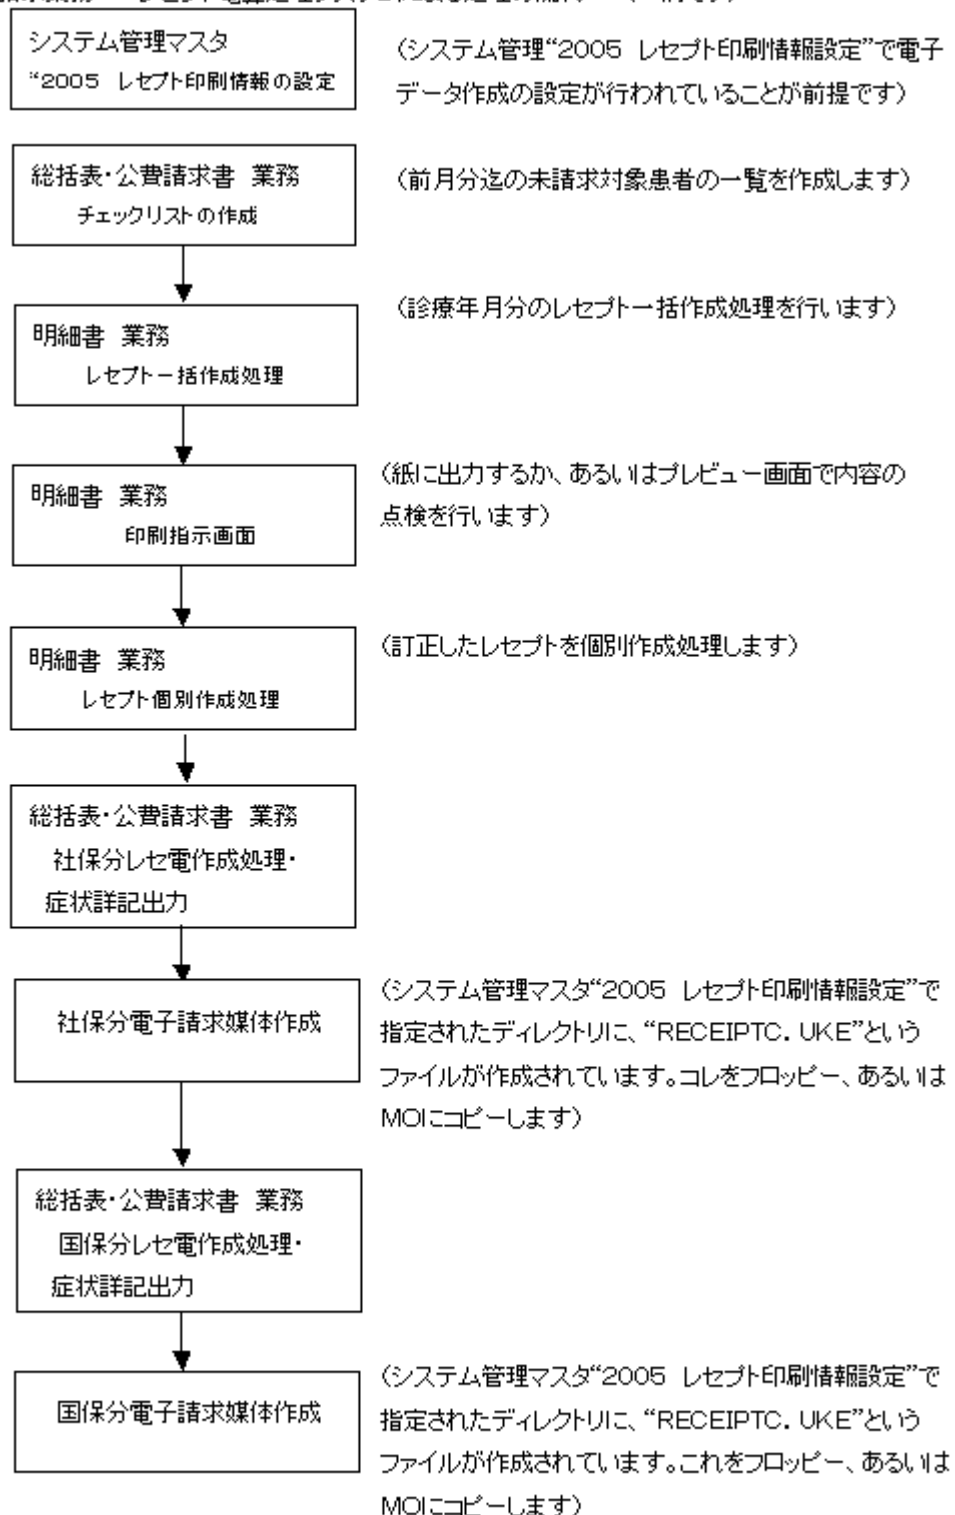 システム管理マスタ
“2005 レセプト印刷情報の設定
(システム管理“2005 レセプト印刷情報設定”で電子
データ作成の設定が行われていることが前提です)
総括表・公費請求書 業務
チェックリストの作成
(前月分迄の未請求対象患者の一覧を作成します)
明細書 業務
レセプト一括作成処理
(診療年月分のレセプト一括作成処理を行います)
明細書 業務
印刷指示画面
(紙に出力するか、あるいはプレビュー画面で内容の
点検を行います)
明細書 業務
レセプト個別作成処理
(訂正したレセプトを個別作成処理します)
総括表・公費請求書 業務
社保分レセ電作成処理・
症状詳記出力
社保分電子請求媒体作成
(システム管理マスタ“2005 レセプト印刷情報設定”で
指定されたディレクトリに、“RECEIPTC.UKE”という
ファイルが作成されています。コレをフロッピー、あるいは
MOにコピーします)
総括表・公費請求書 業務
国保分レセ電作成処理・
症状詳記出力
国保分電子請求媒体作成
(システム管理マスタ“2005 レセプト印刷情報設定”で
指定されたディレクトリに、“RECEIPTC.UKE”という
ファイルが作成されています。これをフロッピー、あるいは
MOにコピーします)